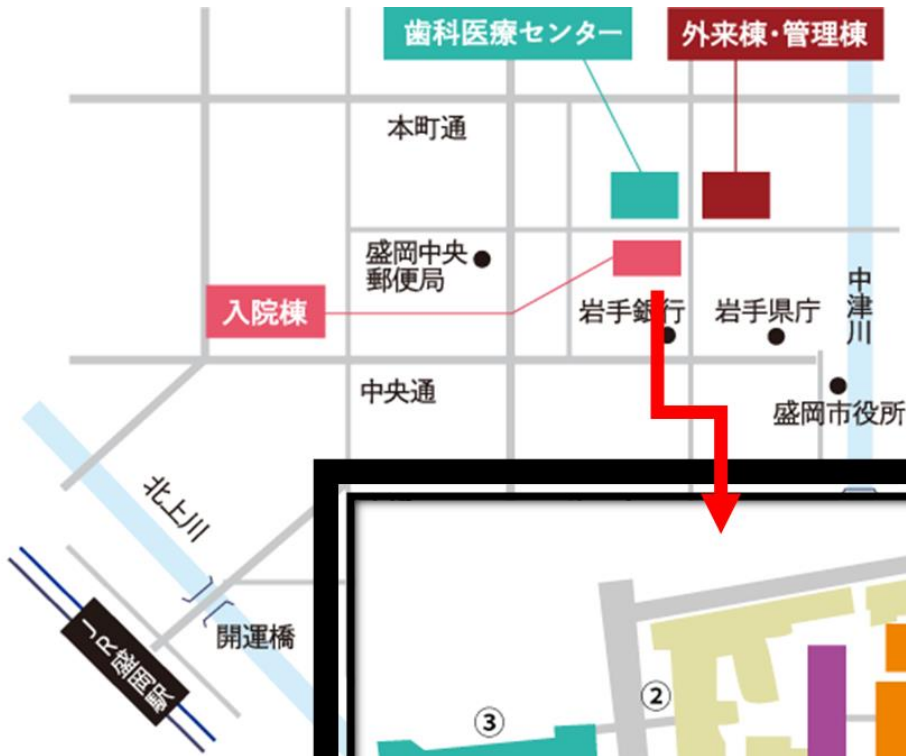 歯科医療センター
外来棟・管理棟
本町通
盛岡中央
郵便局
入院棟
岩手銀行
岩手県庁
中津川
中央通
盛岡市役所
北上川
開運橋
JR盛岡駅
②
③